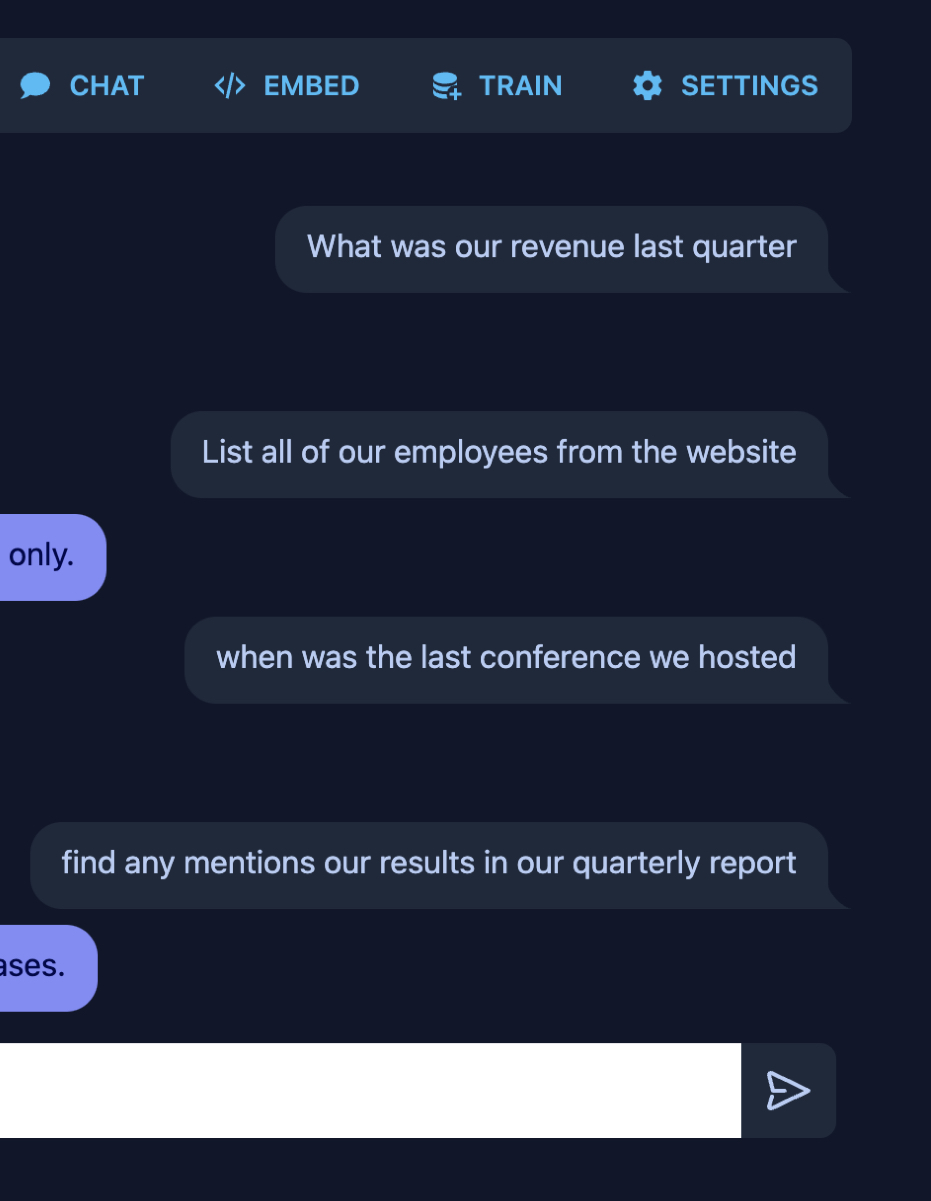 CHAT EMBED TRAIN SETTINGS
What was our revenue last quarter
List all of our employees from the website
only.
when was the last conference we hosted
find any mentions our results in our quarterly report
ases.